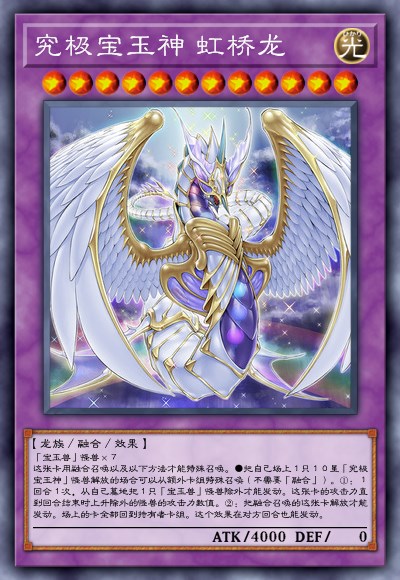 究极宝玉神 虹桥龙
光
【龙族/融合/效果】
「宝玉兽」怪兽×7
这张卡用融合召唤以及以下方法才能特殊召唤。●把自己场上1只10星「究极
宝玉神」怪兽解放的场合可以从额外卡组特殊召唤(不需要「融合」)。①:1
回合1次,从自己墓地把1只「宝玉兽」怪兽除外才能发动。这张卡的攻击力直
到回合结束时上升除外的怪兽的攻击力数值。②:把融合召唤的这张卡解放才能
发动。场上的卡全部回到持有者卡组。这个效果在对方回合也能发动。
ATK/4000 DEF/ 0